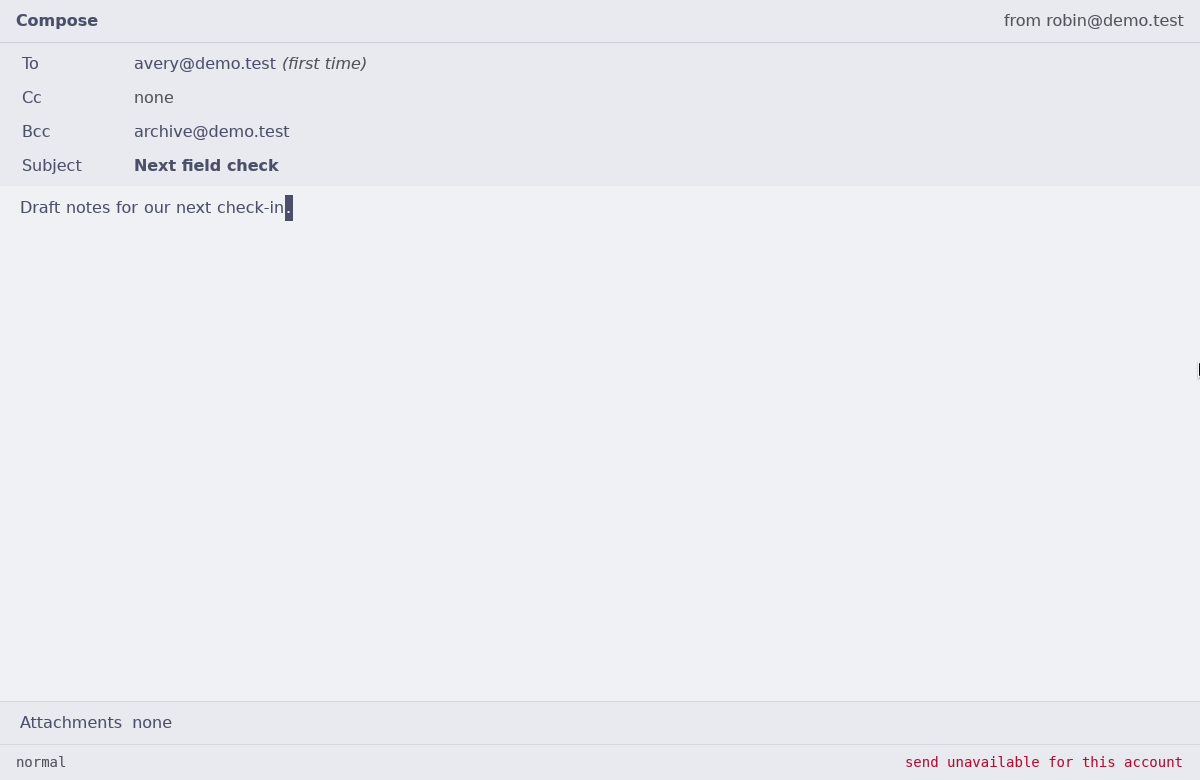 Compose from robin@demo.test
To avery@demo.test (first time)
Cc none
Bcc archive@demo.test
Subject Next field check
Draft notes for our next check-in.
Attachments none
normal send unavailable for this account